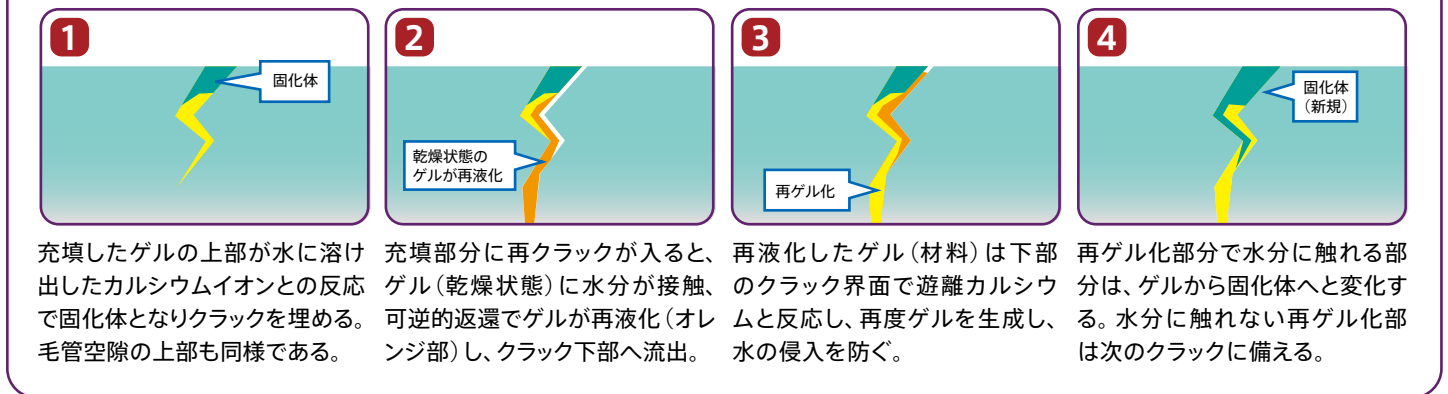 1
固化体
充填したゲルの上部が水に溶け
出したカルシウムイオンとの反応
で固化体となりクラックを埋める。
毛管空隙の上部も同様である。
2
乾燥状態の
ゲルが再液化
充填部分に再クラックが入ると、
ゲル（乾燥状態）に水分が接触、
可逆的返還でゲルが再液化（オレ
ンジ部）し、クラック下部へ流出。
3
再ゲル化
再液化したゲル（材料）は下部
のクラック界面で遊離カルシウ
ムと反応し、再度ゲルを生成し、
水の侵入を防ぐ。
4
固化体
（新規）
再ゲル化部分で水分に触れる部
分は、ゲルから固化体へと変化す
る。水分に触れない再ゲル化部
は次のクラックに備える。